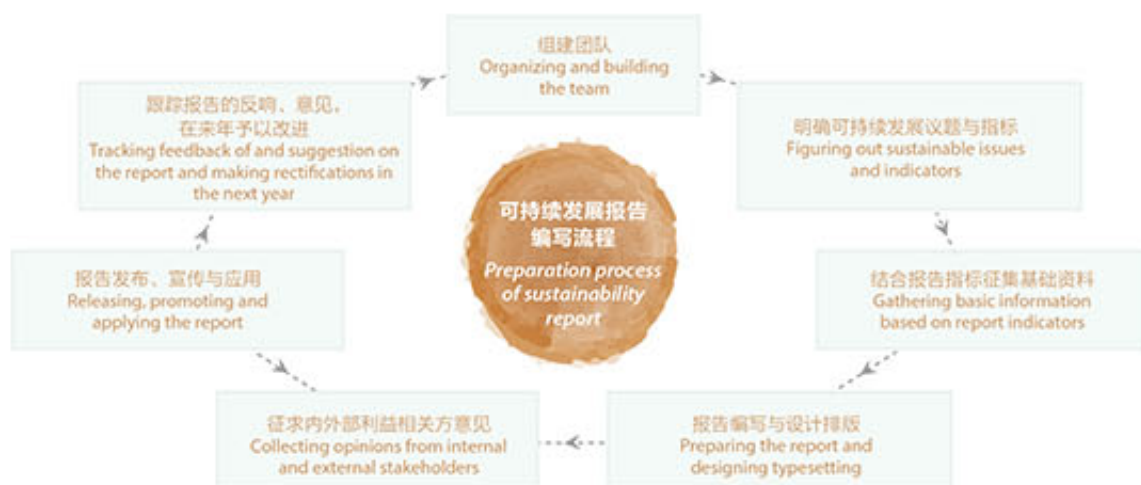 组建团队
Organizing and building
the team
明确可持续发展议题与指标
Figuring out sustainable issues
and indicators
结合报告指标征集基础资料
Gathering basic information
based on report indicators
报告编写与设计排版
Preparing the report and
designing typesetting
征求内外部利益相关方意见
Collecting opinions from internal
and external stakeholders
报告发布、宣传与应用
Releasing, promoting and
applying the report
跟踪报告的反响、意见，
在来年予以改进
Tracking feedback of and suggestion on
the report and making rectifications in
the next year
可持续发展报告
编写流程
Preparation process
of sustainability
report